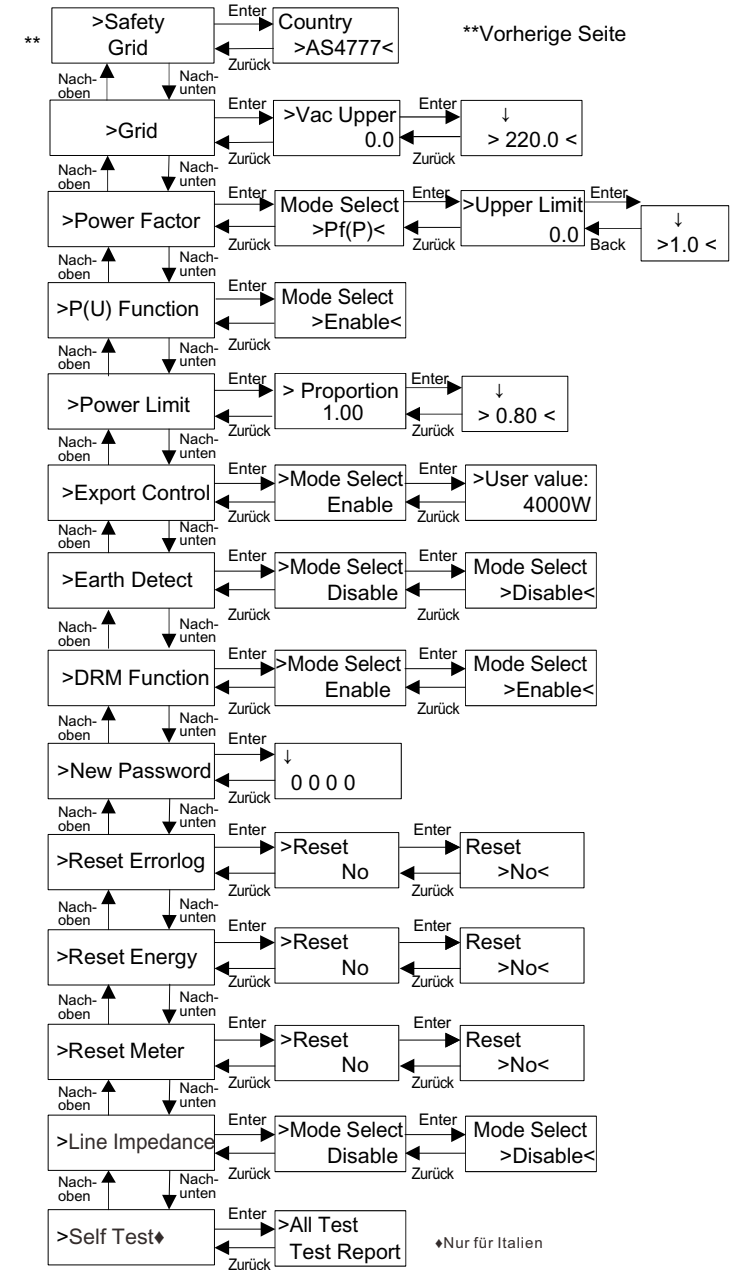 **
>Safety
Grid
Enter
Zurück
Country
>AS4777<
**Vorherige Seite
Nach-
oben
Nach-
unten
>Grid
Enter
Zurück
>Vac Upper
0.0
Enter
Zurück
↓
> 220.0 <
Nach-
oben
Nach-
unten
>Power Factor
Enter
Zurück
Mode Select
>Pf(P)<
Enter
Zurück
>Upper Limit
0.0
Enter
Back
↓
>1.0 <
Nach-
oben
Nach-
unten
>P(U) Function
Enter
Zurück
Mode Select
>Enable<
Nach-
oben
Nach-
unten
>Power Limit
Enter
Zurück
> Proportion
1.00
Enter
Zurück
↓
> 0.80 <
Nach-
oben
Nach-
unten
>Export Control
Enter
Zurück
>Mode Select
Enable
Enter
Zurück
>User value:
4000W
Nach-
oben
Nach-
unten
>Earth Detect
Enter
Zurück
>Mode Select
Disable
Enter
Zurück
Mode Select
>Disable<
Nach-
oben
Nach-
unten
>DRM Function
Enter
Zurück
>Mode Select
Enable
Enter
Zurück
Mode Select
>Enable<
Nach-
oben
Nach-
unten
>New Password
Enter
Zurück
↓
0 0 0 0
Nach-
oben
Nach-
unten
>Reset Errorlog
Enter
Zurück
>Reset
No
Enter
Zurück
Reset
>No<
Nach-
oben
Nach-
unten
>Reset Energy
Enter
Zurück
>Reset
No
Enter
Zurück
Reset
>No<
Nach-
oben
Nach-
unten
>Reset Meter
Enter
Zurück
>Reset
No
Enter
Zurück
Reset
>No<
Nach-
oben
Nach-
unten
>Line Impedance
Enter
Zurück
>Mode Select
Disable
Enter
Zurück
Mode Select
>Disable<
Nach-
oben
Nach-
unten
>Self Test♦
Enter
Zurück
>All Test
Test Report
♦Nur für Italien